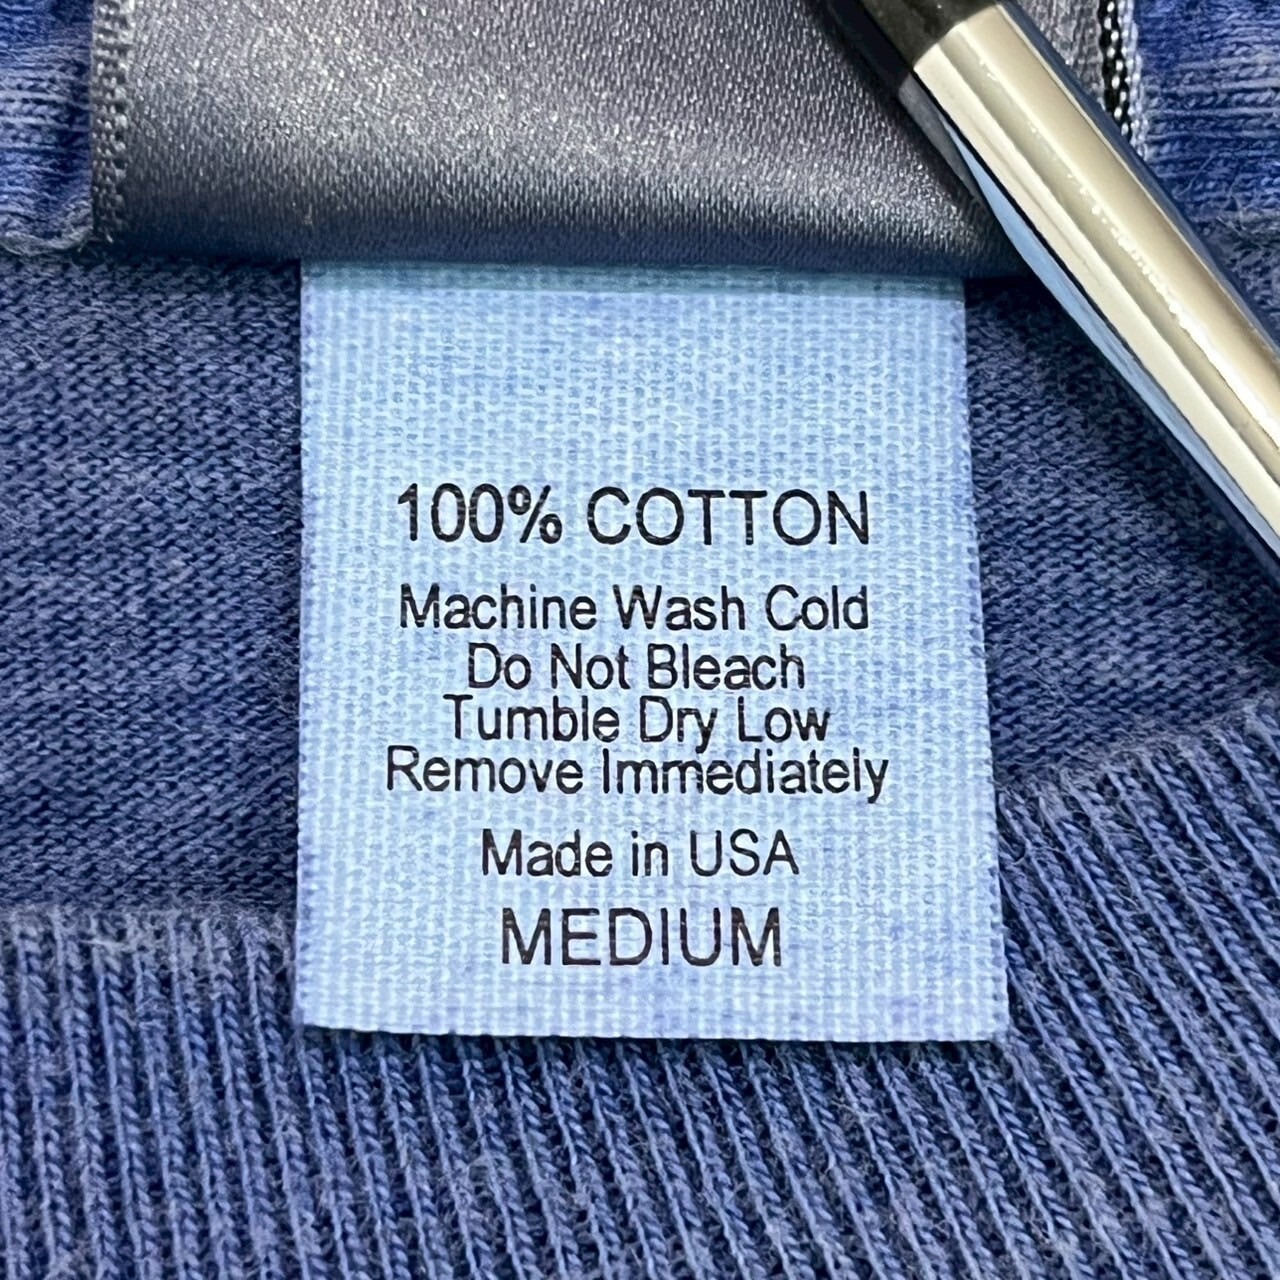 100% COTTON
Machine Wash Cold
Do Not Bleach
Tumble Dry Low
Remove Immediately
Made in USA
MEDIUM